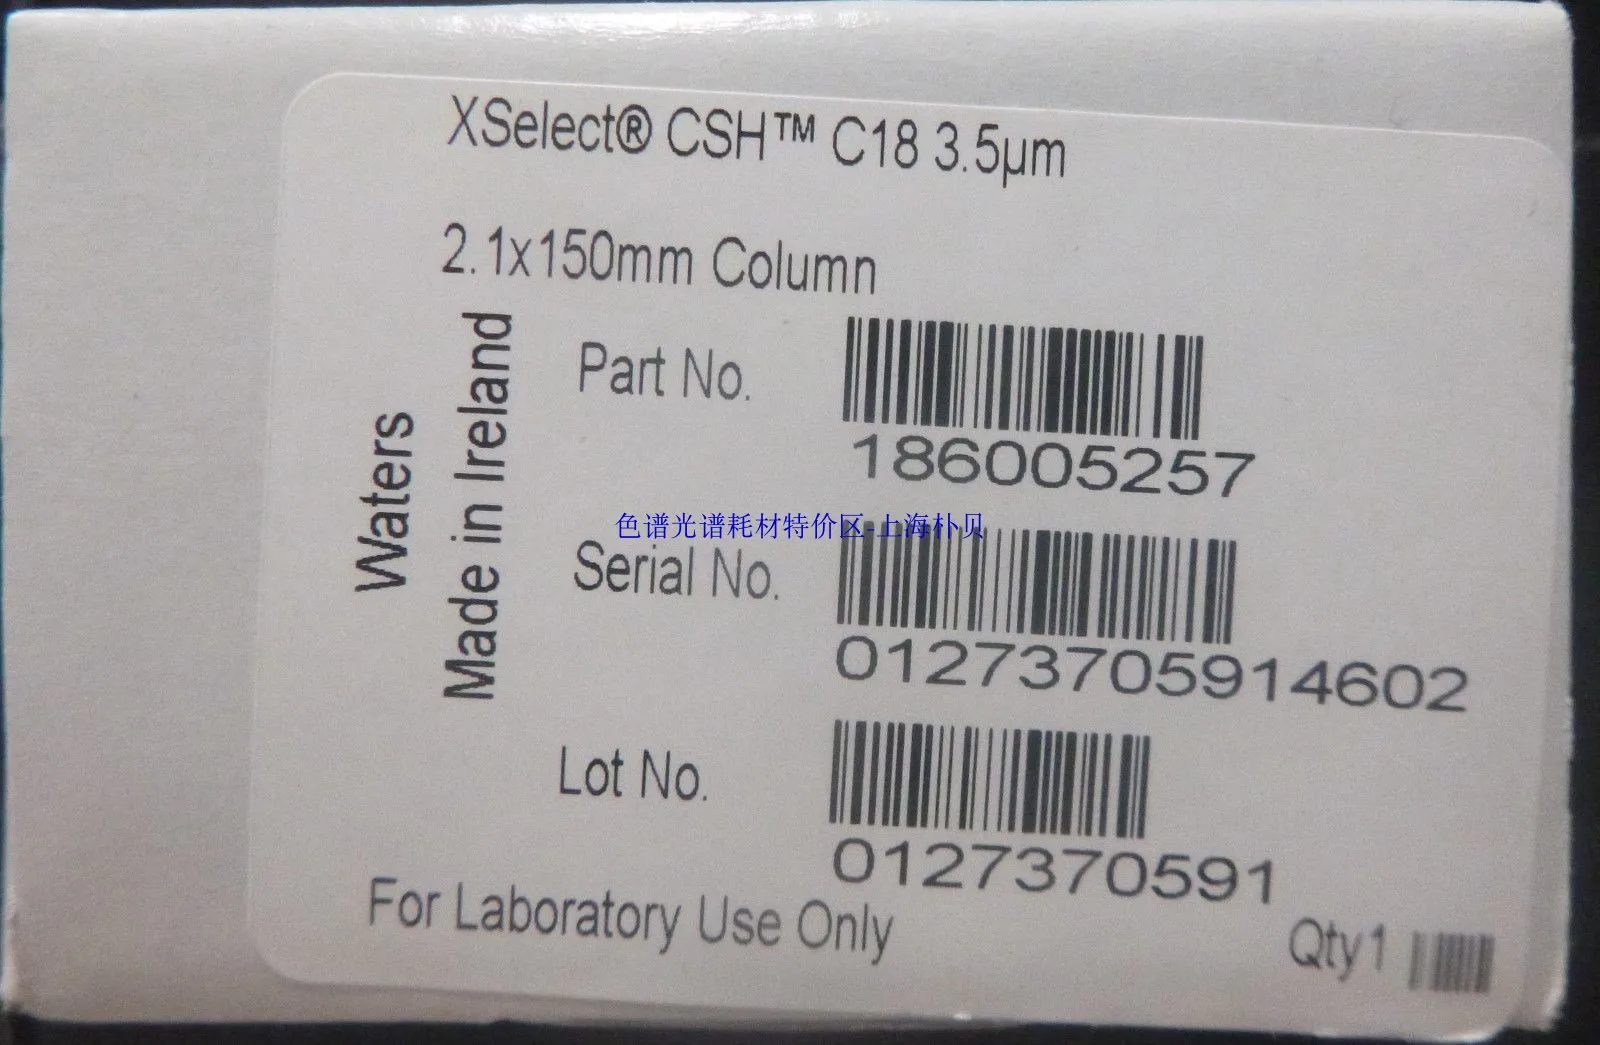 XSelect® CSH™ C18 3.5µm
2.1x150mm Column
Waters
Made in Ireland
Part No.
186005257
色谱光谱耗材特价区-上海朴贝
Serial No.
01273705914602
Lot No.
0127370591
For Laboratory Use Only
Qty1